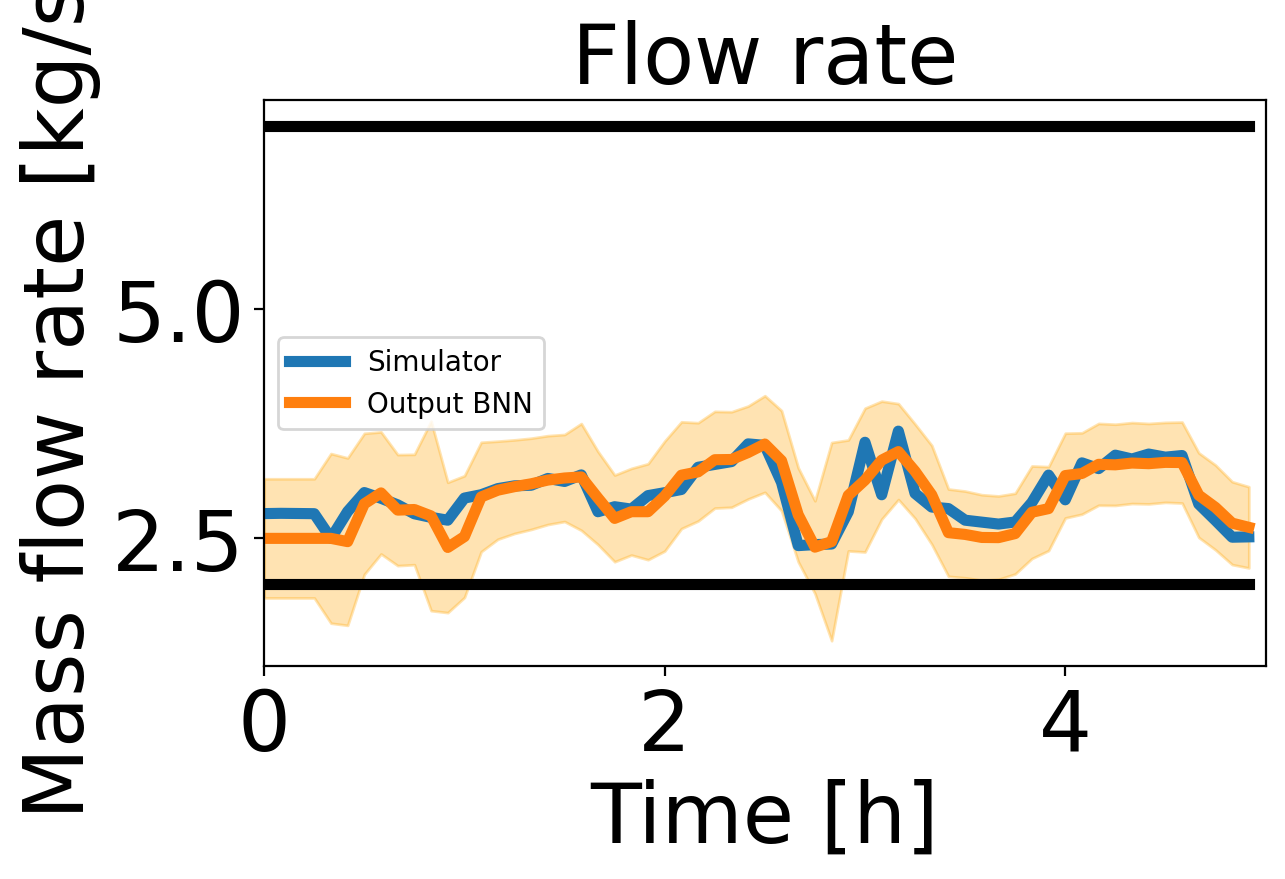 Flow rate
Mass flow rate [kg/s
5.0
2.5
Simulator
Output BNN
0
2
4
Time [h]